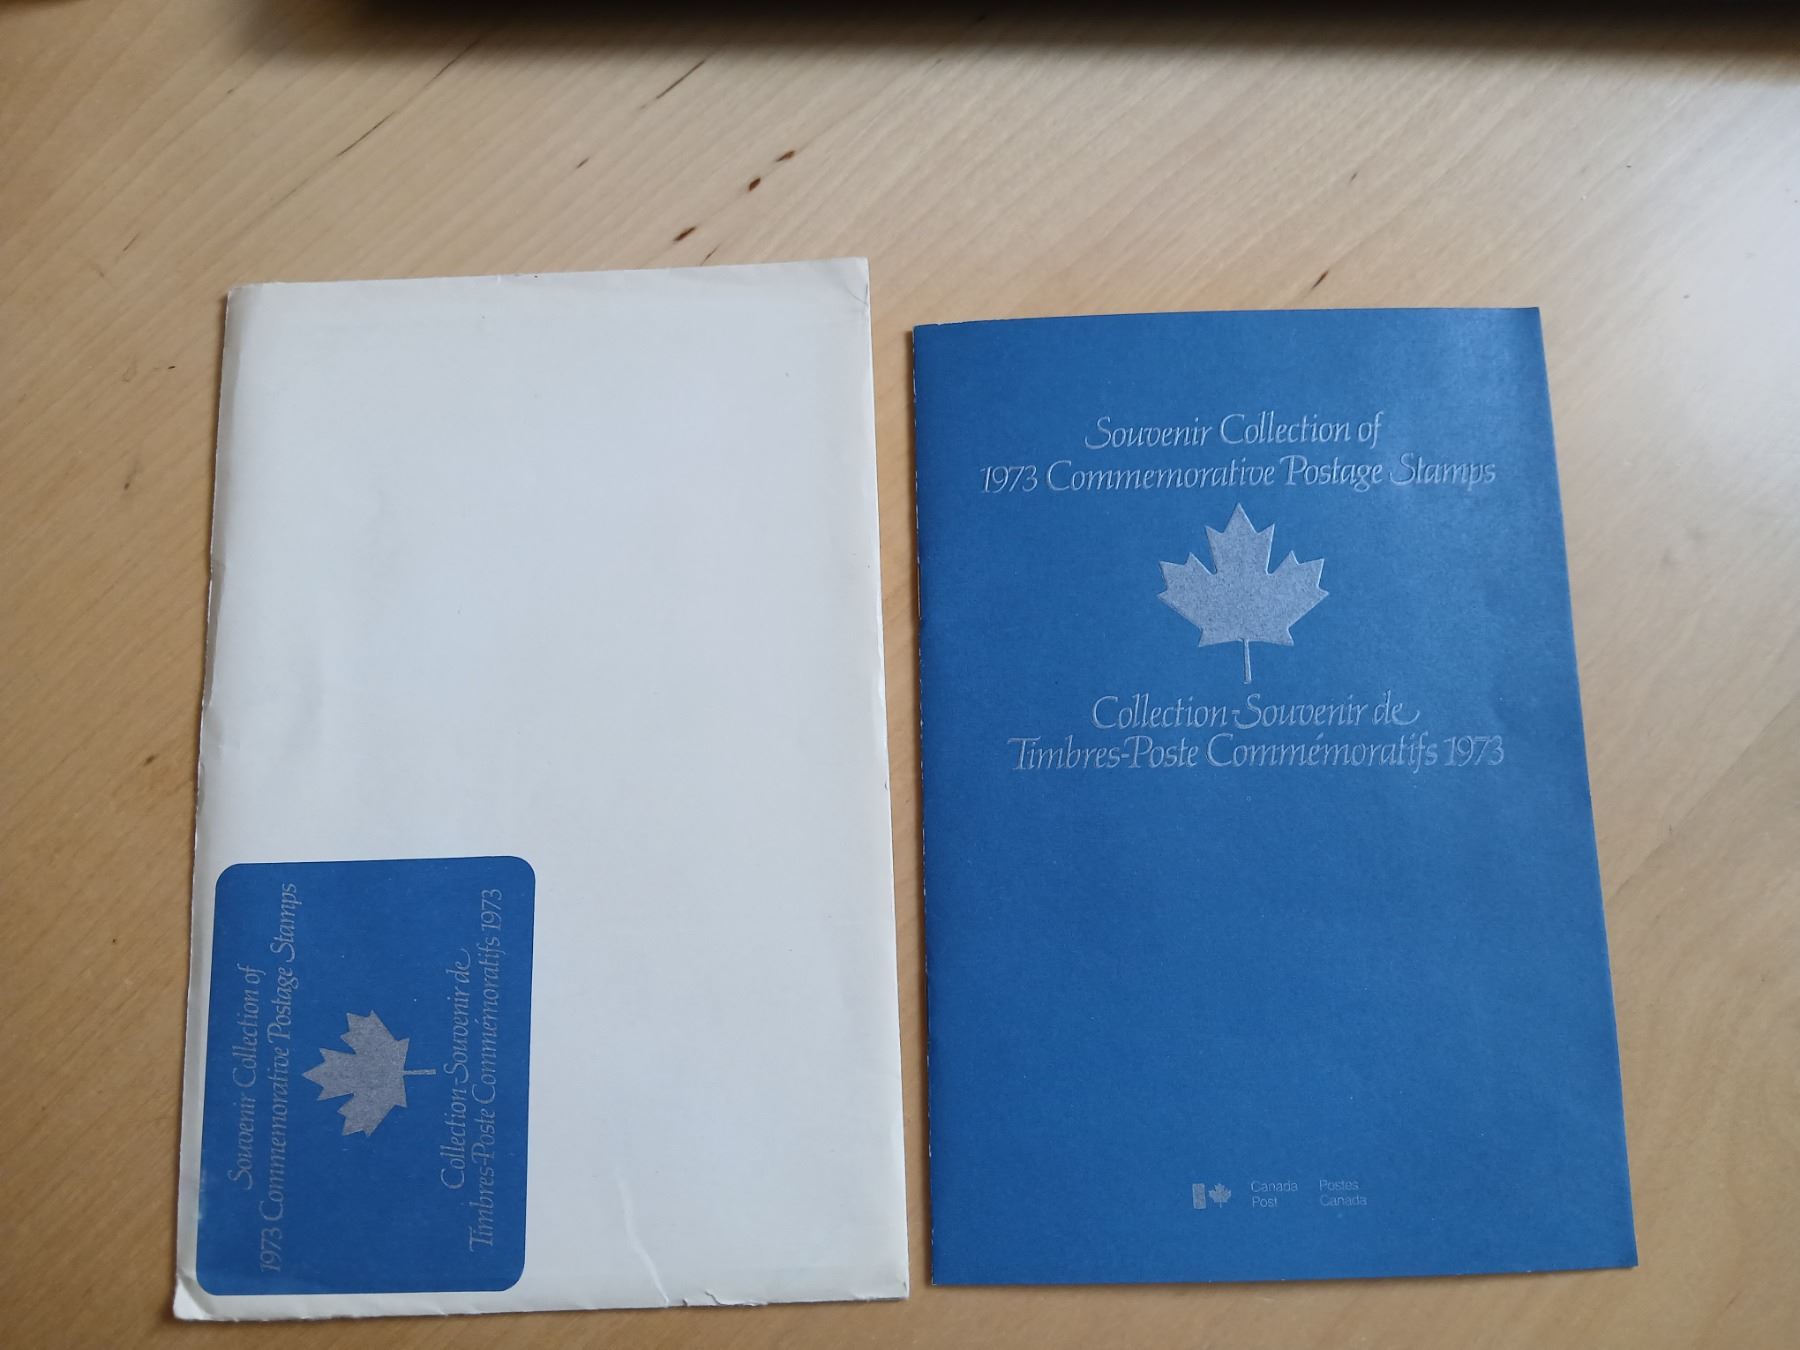 Souvenir Collection of
1973 Commemorative Postage Stamps
Collection-Souvenir de
Timbres-Poste Commémoratifs 1973
Souvenir Collection of
1973 Commemorative Postage Stamps
Collection-Souvenir de
Timbres-Poste Commémoratifs 1973
Canada Postes
Post Canada